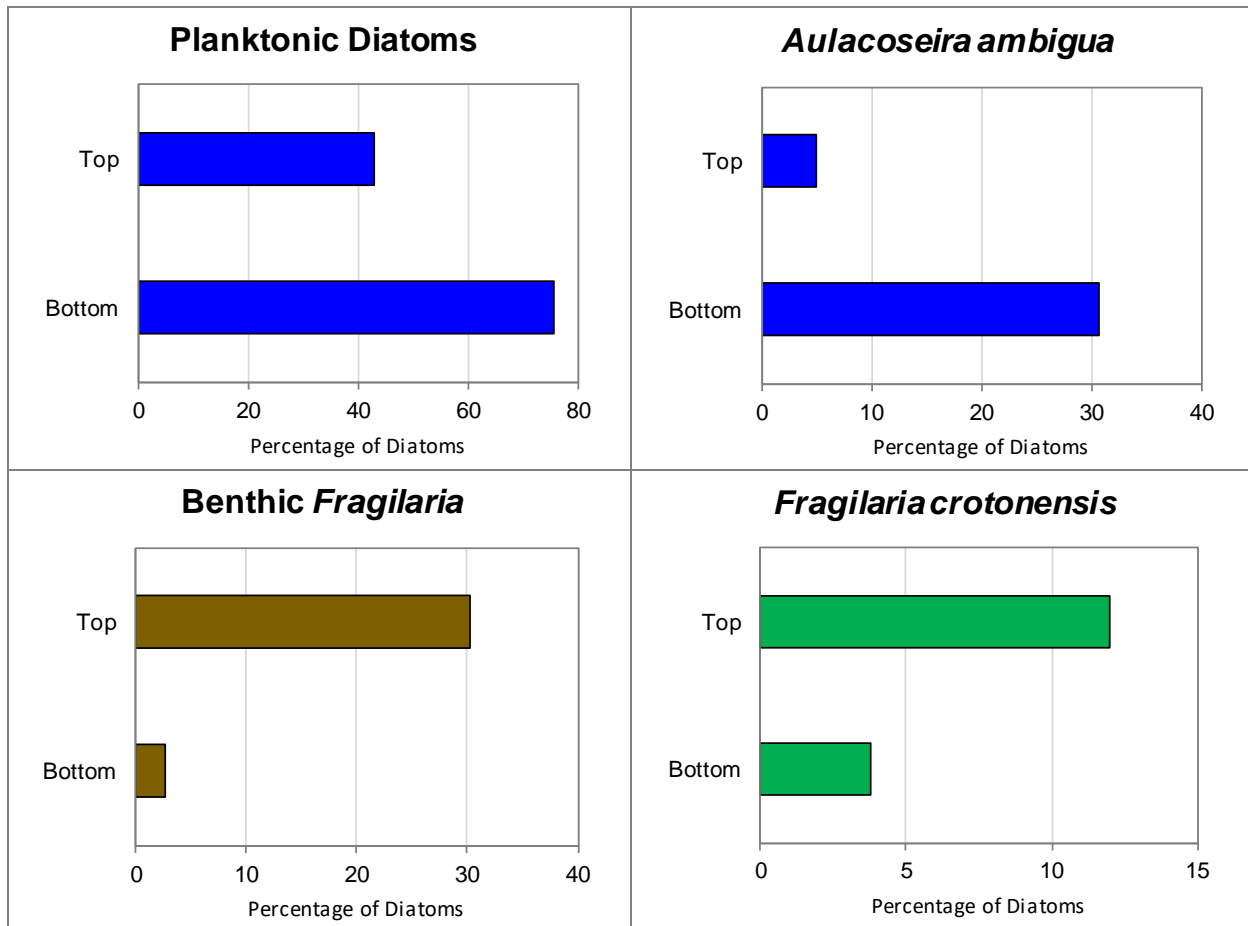 Planktonic Diatoms
Top
Bottom
0 20 40 60 80
Percentage of Diatoms
Aulacoseira ambigua
Top
Bottom
0 10 20 30 40
Percentage of Diatoms
Benthic Fragilaria
Top
Bottom
0 10 20 30 40
Percentage of Diatoms
Fragilaria crotonensis
Top
Bottom
0 5 10 15
Percentage of Diatoms